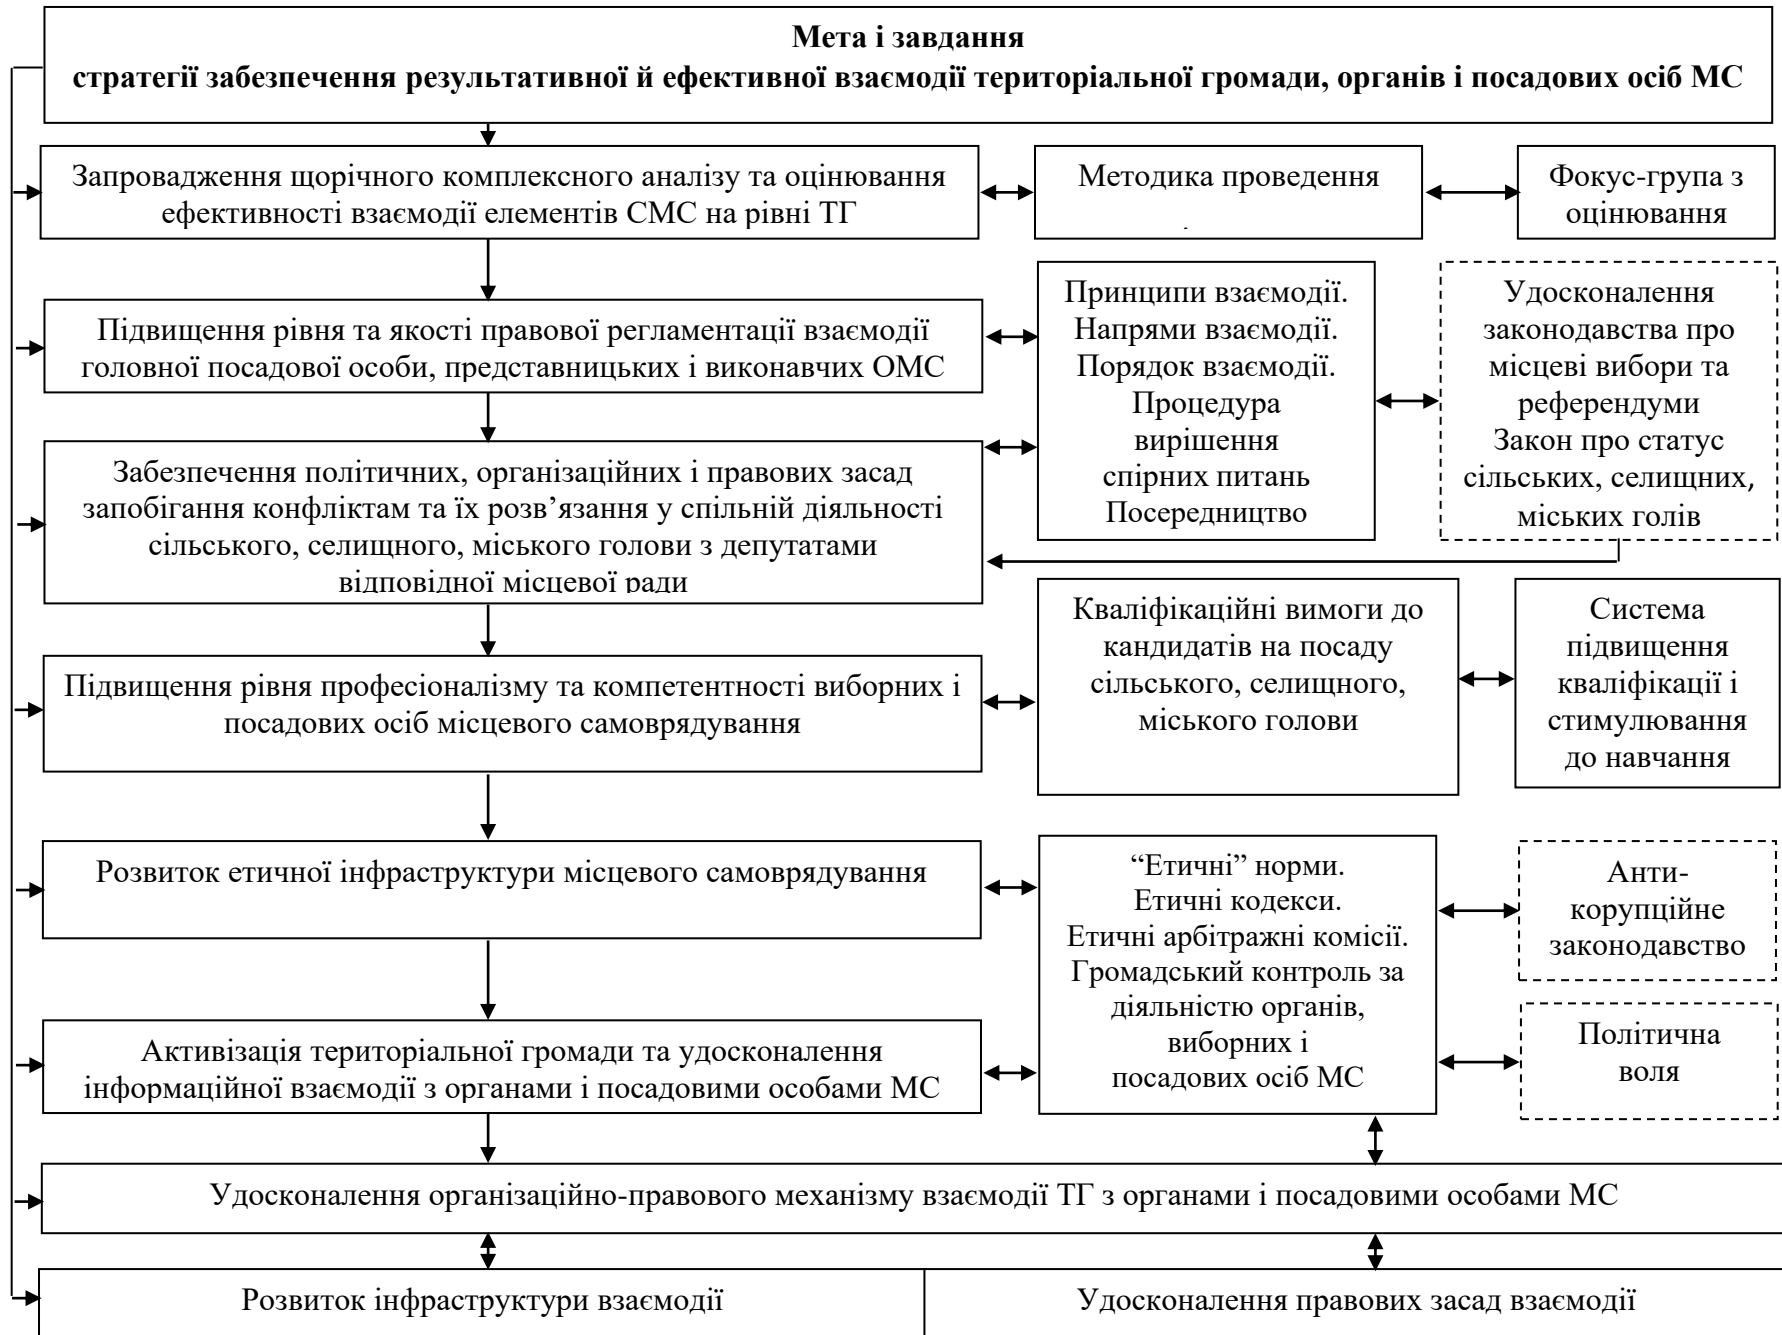 Мета і завдання
стратегії забезпечення результативної й ефективної взаємодії територіальної громади, органів і посадових осіб МС
Запровадження щорічного комплексного аналізу та оцінювання
ефективності взаємодії елементів СМС на рівні ТГ
Методика проведення
Фокус-група з
оцінювання
Підвищення рівня та якості правової регламентації взаємодії
головної посадової особи, представницьких і виконавчих ОМС
Принципи взаємодії.
Напрями взаємодії.
Порядок взаємодії.
Процедура
вирішення
спірних питань
Посередництво
Удосконалення
законодавства про
місцеві вибори та
референдуми
Закон про статус
сільських, селищних,
міських голів
Забезпечення політичних, організаційних і правових засад
запобігання конфліктам та їх розв’язання у спільній діяльності
сільського, селищного, міського голови з депутатами
відповідної місцевої ради
Підвищення рівня професіоналізму та компетентності виборних і
посадових осіб місцевого самоврядування
Кваліфікаційні вимоги до
кандидатів на посаду
сільського, селищного,
міського голови
Система
підвищення
кваліфікації і
стимулювання
до навчання
Розвиток етичної інфраструктури місцевого самоврядування
“Етичні” норми.
Етичні кодекси.
Етичні арбітражні комісії.
Громадський контроль за
діяльністю органів,
виборних і
посадових осіб МС
Анти-
корупційне
законодавство
Політична
воля
Активізація територіальної громади та удосконалення
інформаційної взаємодії з органами і посадовими особами МС
Удосконалення організаційно-правового механізму взаємодії ТГ з органами і посадовими особами МС
Розвиток інфраструктури взаємодії
Удосконалення правових засад взаємодії